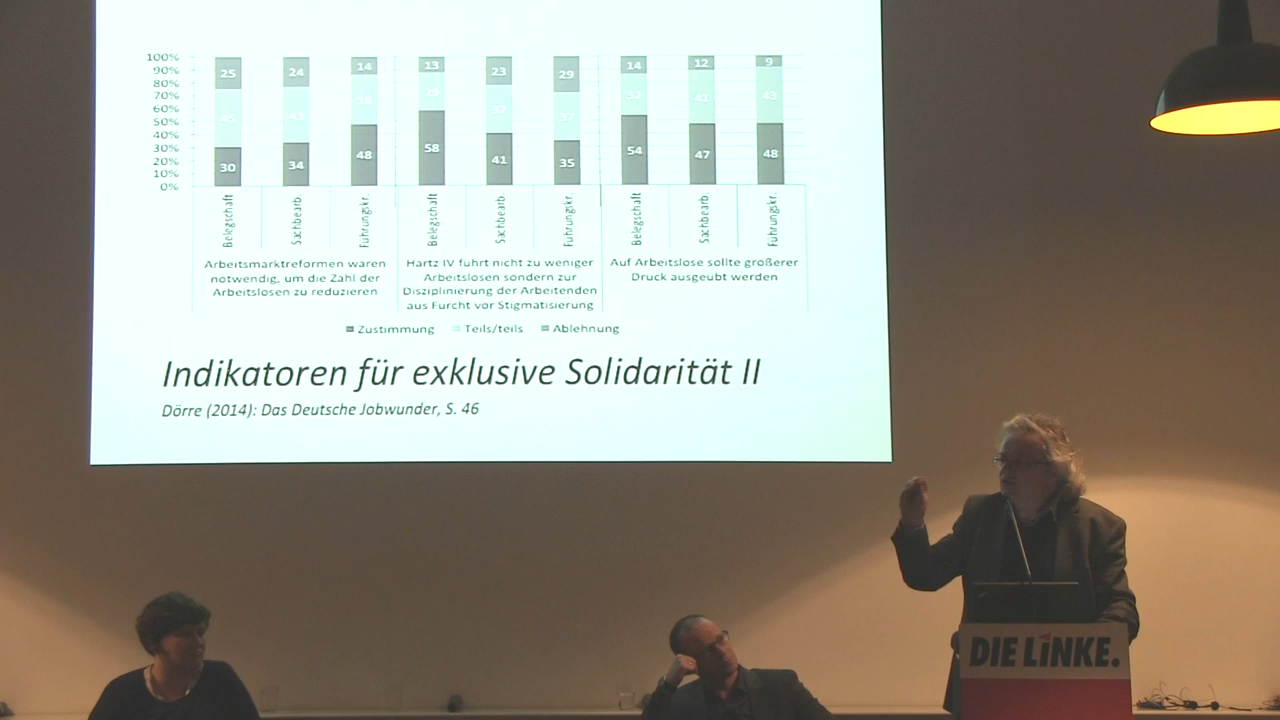 100%
90%
80%
70%
60%
50%
40%
30%
20%
10%
0%
25 24 14 13 23 29 14 12 9
45 43 38 29 37 37 32 41 43
30 34 48 58 41 35 54 47 48
Belegschaft Sachbearb. Führungskr. Belegschaft Sachbearb. Führungskr. Belegschaft Sachbearb. Führungskr.
Arbeitsmarktreformen waren
notwendig, um die Zahl der
Arbeitslosen zu reduzieren
Hartz IV führt nicht zu weniger
Arbeitslosen sondern zur
Disziplinierung der Arbeitenden
aus Furcht vor Stigmatisierung
Auf Arbeitslose sollte größerer
Druck ausgeübt werden
Zustimmung Teils/teils Ablehnung
Indikatoren für exklusive Solidarität II
Dörre (2014): Das Deutsche Jobwunder, S. 46
DIE LINKE.